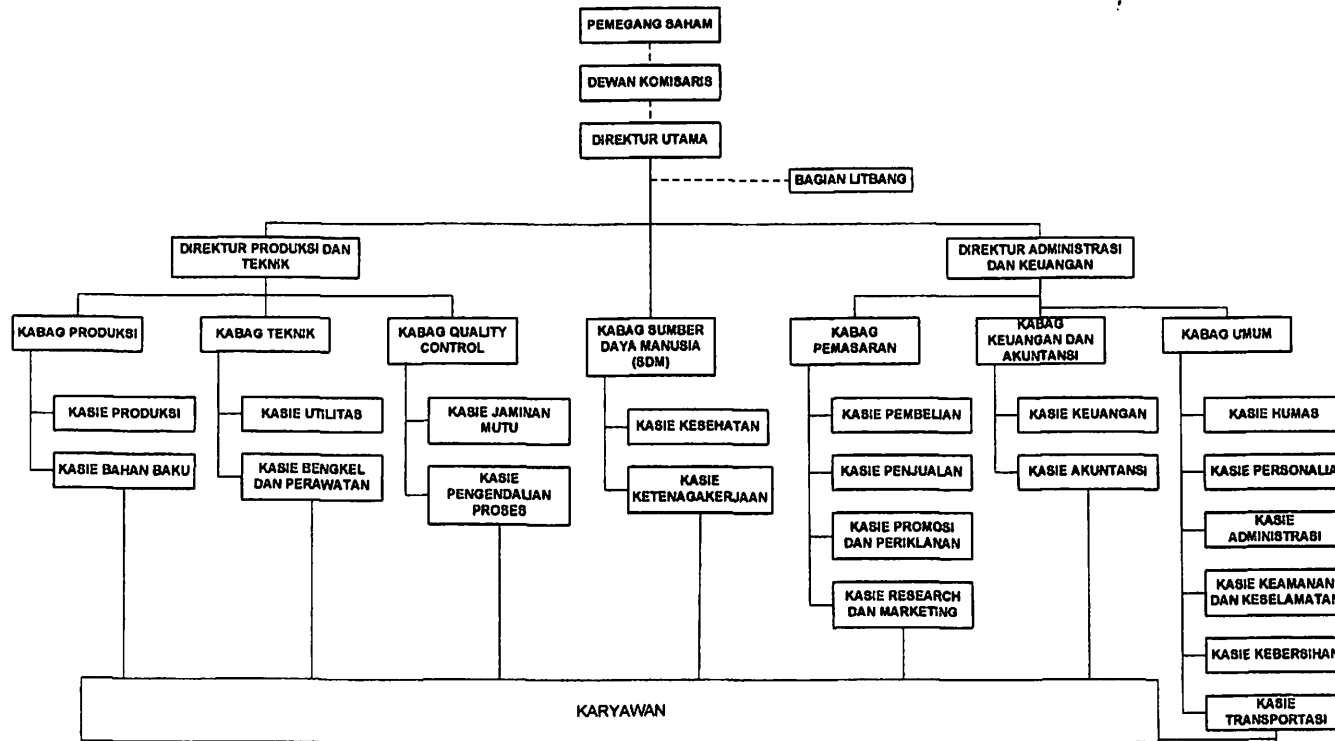 PEMEGANG SAHAM
DEWAN KOMISARIS
DIREKTUR UTAMA
BAGIAN LITBANG
DIREKTUR PRODUKSI DAN
TEKNIK
DIREKTUR ADMINISTRASI
DAN KEUANGAN
KABAG PRODUKSI
KABAG TEKNIK
KABAG QUALITY
CONTROL
KABAG SUMBER
DAYA MANUSIA
(SDM)
KABAG
PEMASARAN
KABAG
KEUANGAN DAN
AKUNTANSI
KABAG UMUM
KASIE PRODUKSI
KASIE BAHAN BAKU
KASIE UTILITAS
KASIE BENGKEL
DAN PERAWATAN
KASIE JAMINAN
MUTU
KASIE
PENGENDALIAN
PROSES
KASIE KESEHATAN
KASIE
KETENAGAKERJAAN
KASIE PEMBELIAN
KASIE PENJUALAN
KASIE PROMOSI
DAN PERIKLANAN
KASIE RESEARCH
DAN MARKETING
KASIE KEUANGAN
KASIE AKUNTANSI
KASIE HUMAS
KASIE PERSONALIA
KASIE
ADMINISTRASI
KASIE KEAMANAN
DAN KESELAMATAN
KASIE KEBERSIHAN
KASIE
TRANSPORTASI
KARYAWAN